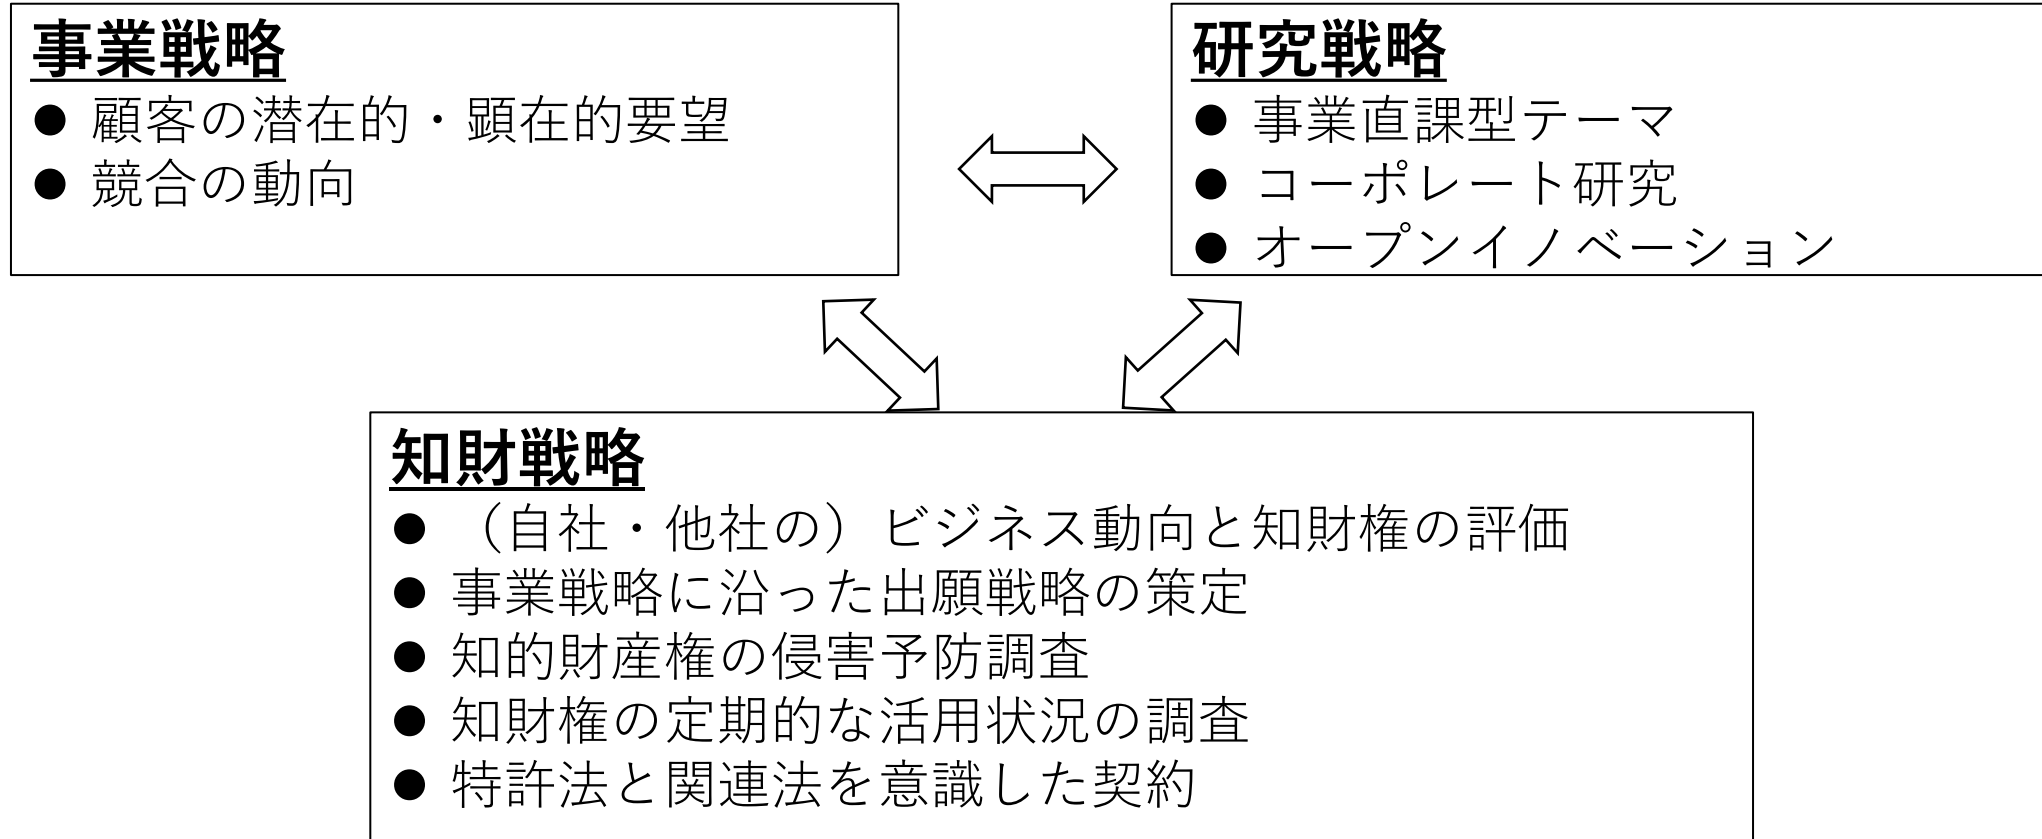 事業戦略
● 顧客の潜在的・顕在的要望
● 競合の動向
研究戦略
● 事業直課型テーマ
● コーポレート研究
● オープンイノベーション
知財戦略
● （自社・他社の）ビジネス動向と知財権の評価
● 事業戦略に沿った出願戦略の策定
● 知的財産権の侵害予防調査
● 知財権の定期的な活用状況の調査
● 特許法と関連法を意識した契約